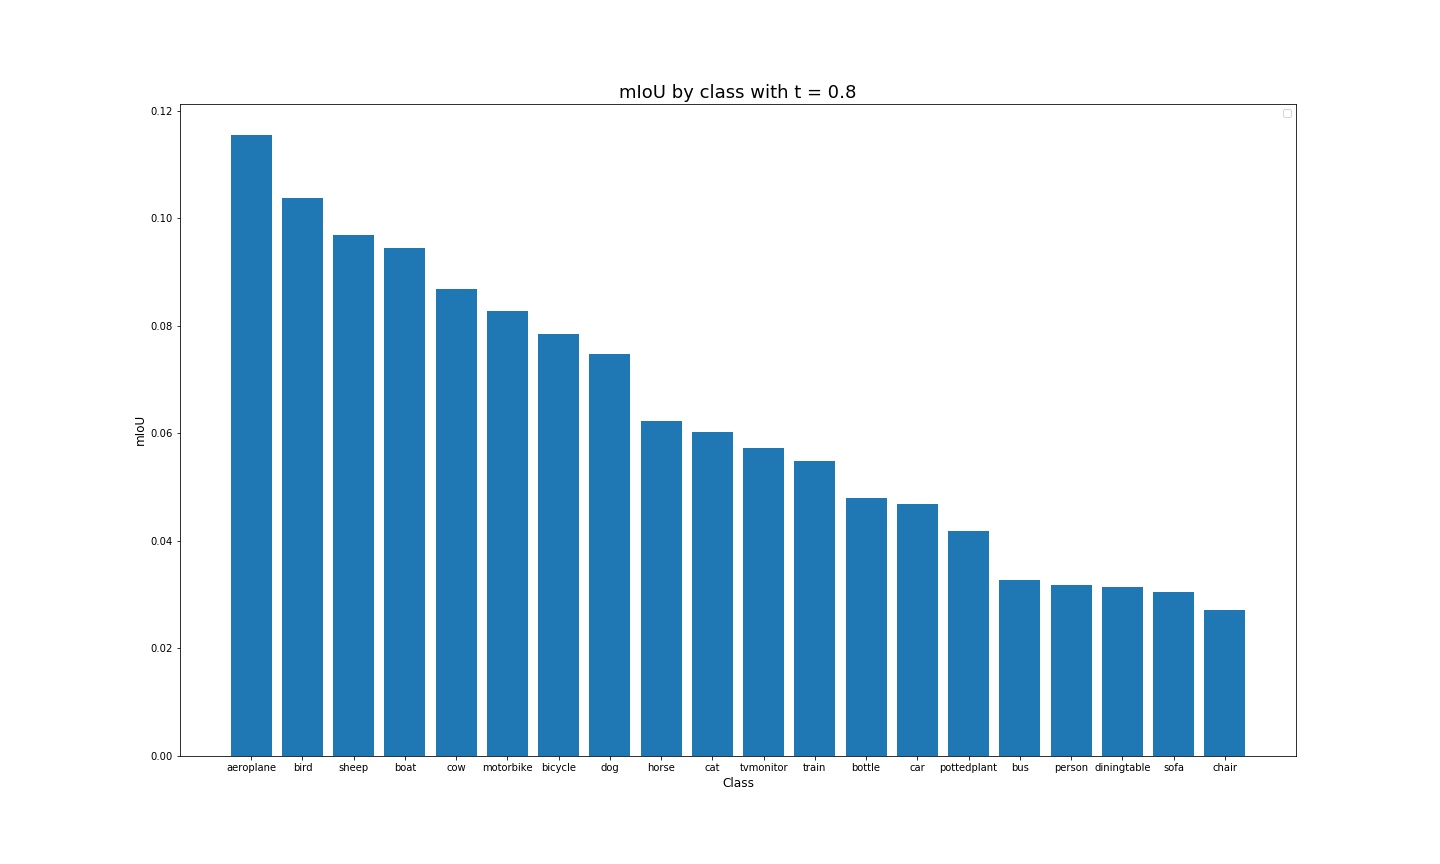 mIoU by class with t = 0.8
0.12
0.10
0.08
0.06
0.04
0.02
0.00
mIoU
aeroplane bird sheep boat cow motorbike bicycle dog horse cat tvmonitor train bottle car pottedplant bus person diningtable sofa chair
Class